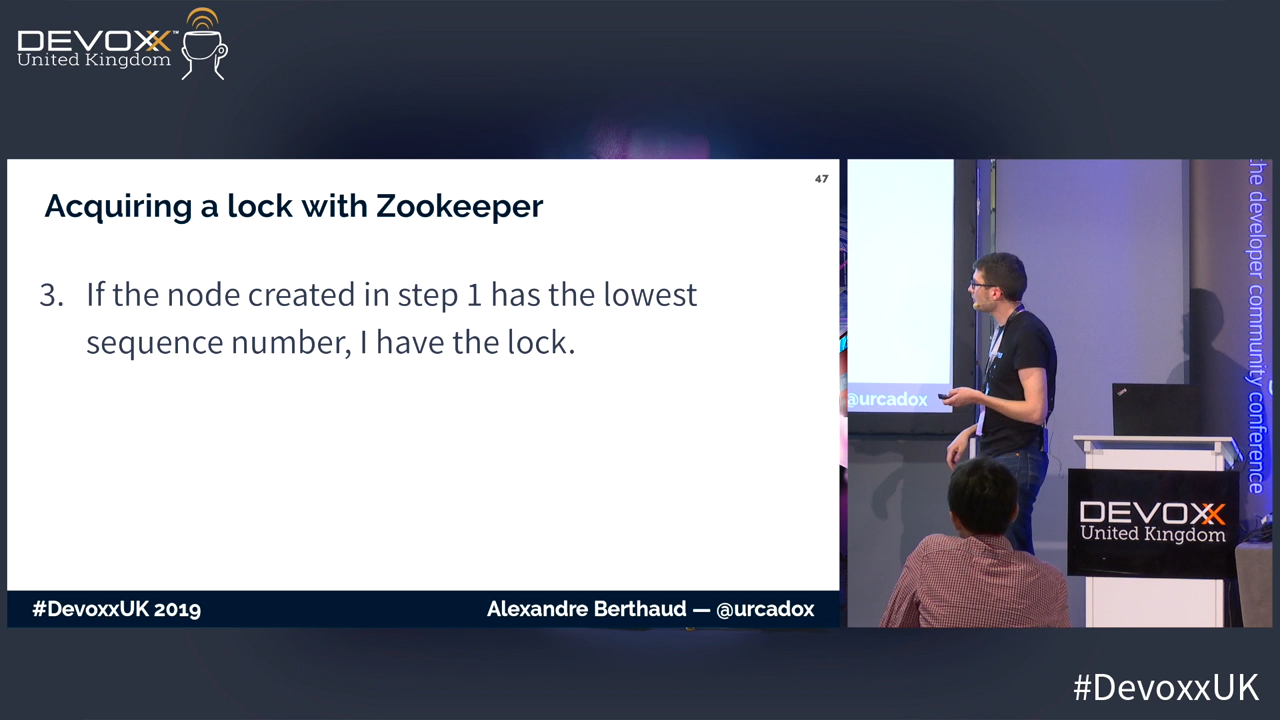 DEVOXX™
United Kingdom
47
Acquiring a lock with Zookeeper
3. If the node created in step 1 has the lowest
sequence number, I have the lock.
#DevoxxUK 2019
Alexandre Berthaud — @urcadox
@urcadox
he developer community conference
DEVOXX
United Kingdom
#DevoxxUK